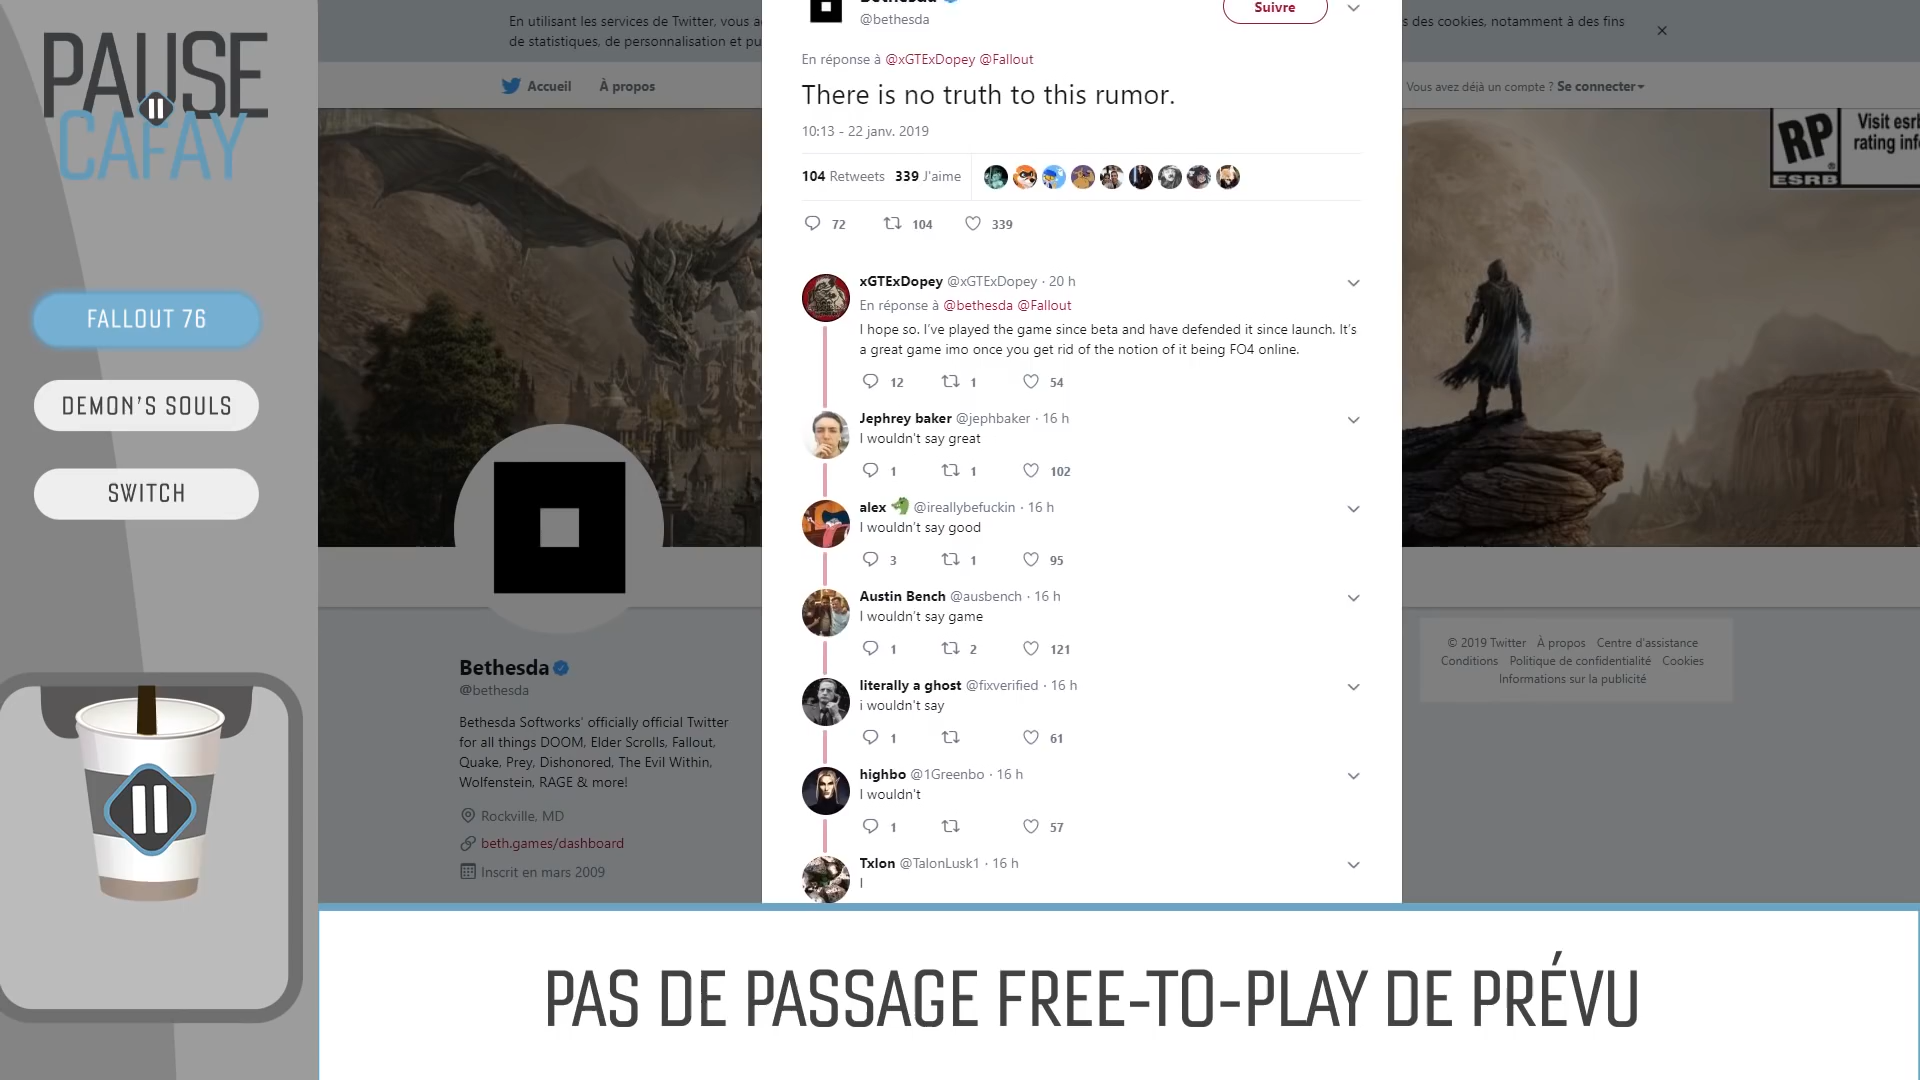 PAUSE
CAFAY
FALLOUT 76
DEMON'S SOULS
SWITCH
En utilisant les services de Twitter, vous a
de statistiques, de personnalisation et pu
s des cookies, notamment à des fins
Accueil À propos
Vous avez déjà un compte ? Se connecter
RP
ESRB
Visit esrb
rating info
Bethesda
@bethesda
Bethesda Softworks' officially official Twitter
for all things DOOM, Elder Scrolls, Fallout,
Quake, Prey, Dishonored, The Evil Within,
Wolfenstein, RAGE & more!
Rockville, MD
beth.games/dashboard
Inscrit en mars 2009
Bethesda
@bethesda
Suivre
En réponse à @xGTExDopey @Fallout
There is no truth to this rumor.
10:13 - 22 janv. 2019
104 Retweets 339 J'aime
72 104 339
xGTExDopey @xGTExDopey · 20 h
En réponse à @bethesda @Fallout
I hope so. I've played the game since beta and have defended it since launch. It's
a great game imo once you get rid of the notion of it being FO4 online.
12 1 54
Jephrey baker @jephbaker · 16 h
I wouldn't say great
1 1 102
alex @ireallybefuckin · 16 h
I wouldn't say good
3 1 95
Austin Bench @ausbench · 16 h
I wouldn't say game
1 2 121
literally a ghost @fixverified · 16 h
i wouldn't say
1 61
highbo @1Greenbo · 16 h
I wouldn't
1 57
Txlon @TalonLusk1 · 16 h
I
© 2019 Twitter À propos Centre d'assistance
Conditions Politique de confidentialité Cookies
Informations sur la publicité
PAS DE PASSAGE FREE-TO-PLAY DE PRÉVU